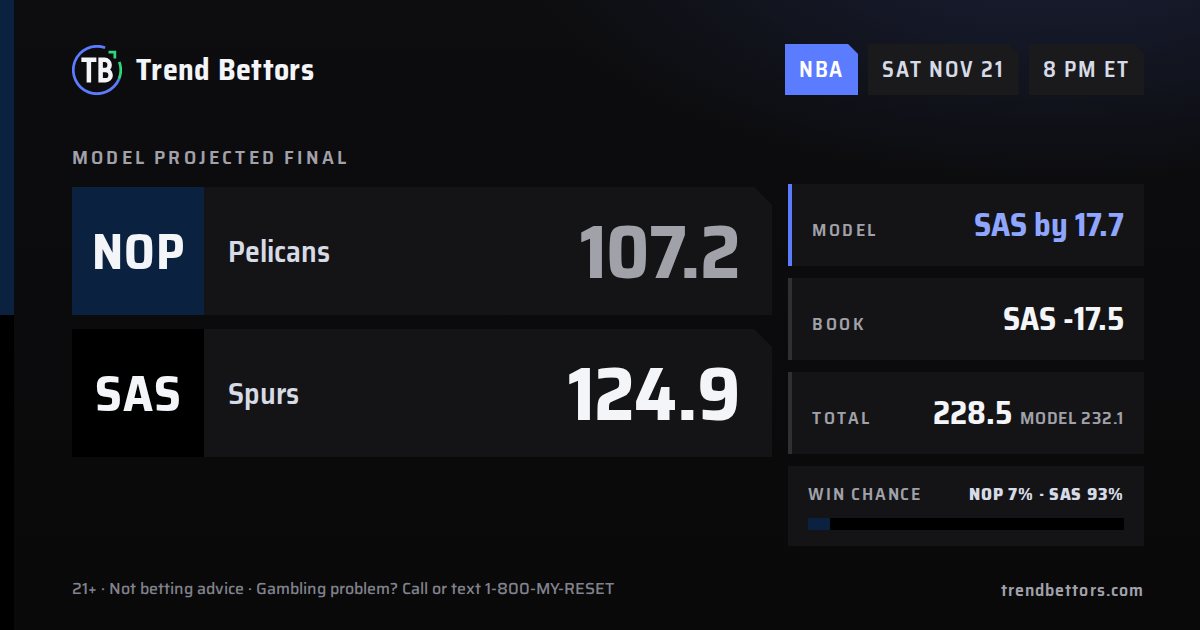 TB Trend Bettors
NBA SAT NOV 21 8 PM ET
MODEL PROJECTED FINAL
NOP Pelicans 107.2
SAS Spurs 124.9
MODEL SAS by 17.7
BOOK SAS -17.5
TOTAL 228.5 MODEL 232.1
WIN CHANCE NOP 7% · SAS 93%
21+ · Not betting advice · Gambling problem? Call or text 1-800-MY-RESET
trendbettors.com